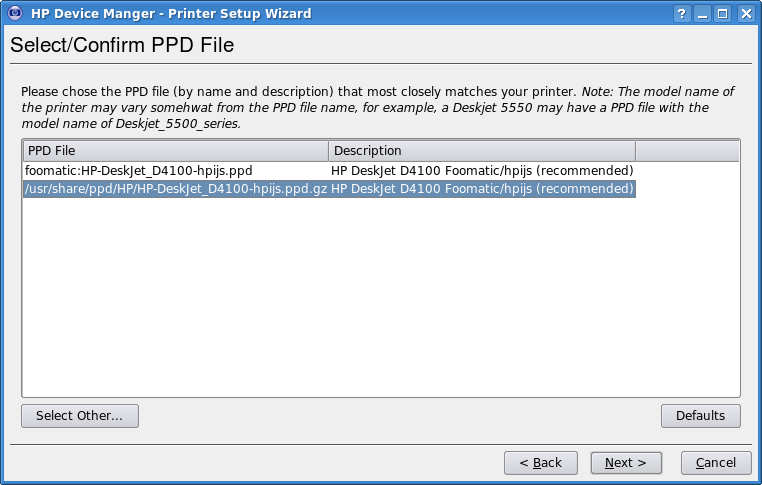 HP Device Manger - Printer Setup Wizard
Select/Confirm PPD File
Please chose the PPD file (by name and description) that most closely matches your printer. Note: The model name of
the printer may vary somehwat from the PPD file name, for example, a Deskjet 5550 may have a PPD file with the
model name of Deskjet_5500_series.
PPD File Description
foomatic:HP-DeskJet_D4100-hpijs.ppd HP DeskJet D4100 Foomatic/hpijs (recommended)
/usr/share/ppd/HP/HP-DeskJet_D4100-hpijs.ppd.gz HP DeskJet D4100 Foomatic/hpijs (recommended)
Select Other... Defaults
< Back Next > Cancel